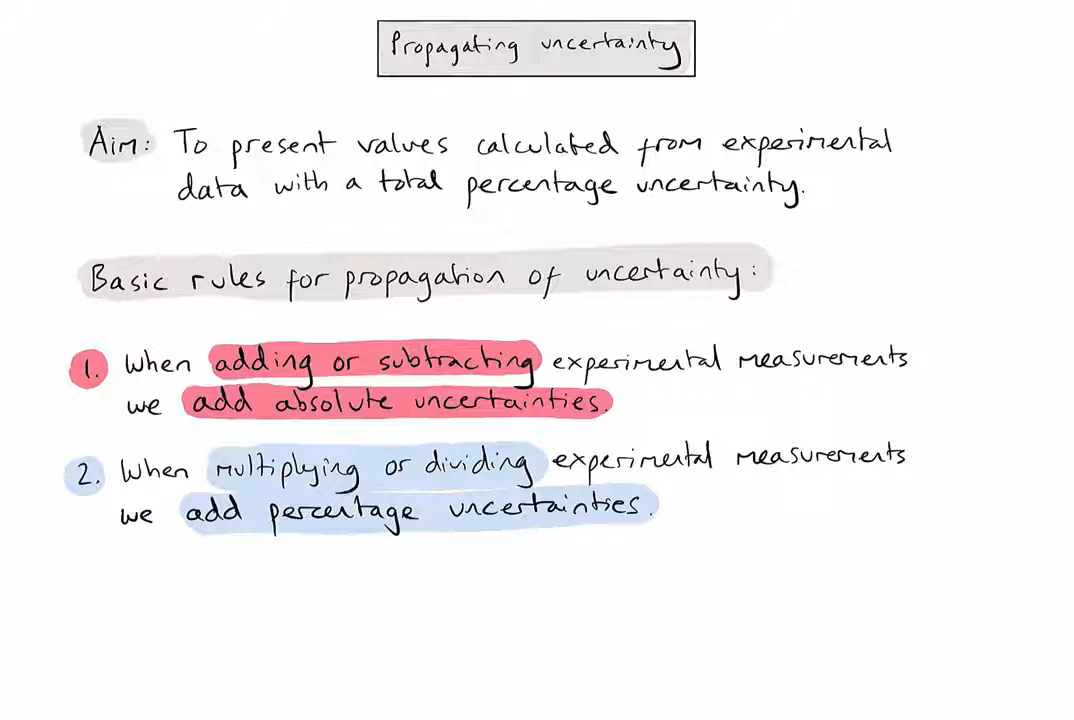 Propagating uncertainty
Aim: To present values calculated from experimental
data with a total percentage uncertainty.
Basic rules for propagation of uncertainty:
1. When adding or subtracting experimental measurements
we add absolute uncertainties.
2. When multiplying or dividing experimental measurements
we add percentage uncertainties.